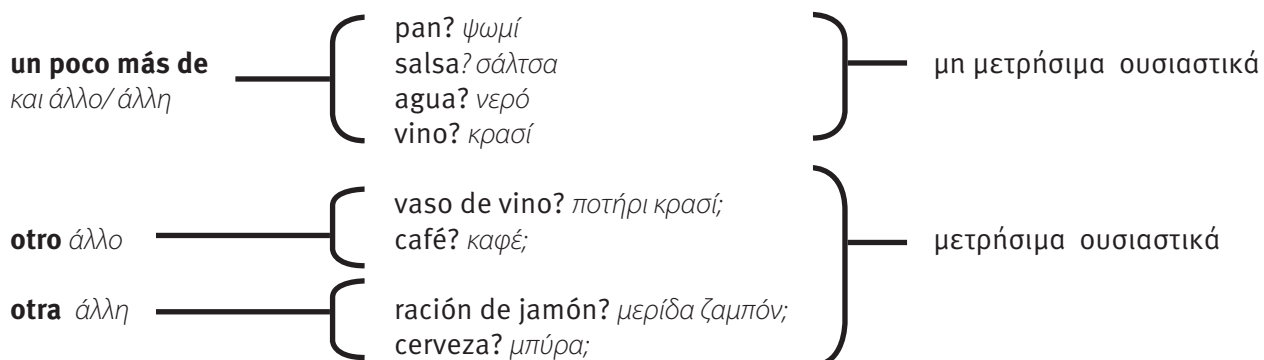 pan? ψωμί
un poco más de
salsa? σάλτσα
μη μετρήσιμα ουσιαστικά
και άλλο/ άλλη
agua? νερό
vino? κρασί
vaso de vino? ποτήρι κρασί;
otro άλλο
café? καφέ;
μετρήσιμα ουσιαστικά
otra άλλη
ración de jamón? μερίδα ζαμπόν;
cerveza? μπύρα;